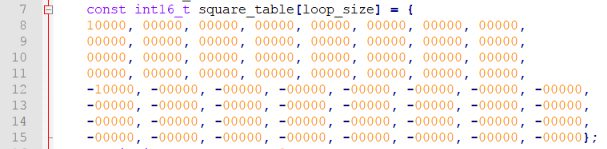 7 const int16_t square_table[loop_size] = {
8 10000, 00000, 00000, 00000, 00000, 00000, 00000, 00000,
9 00000, 00000, 00000, 00000, 00000, 00000, 00000, 00000,
10 00000, 00000, 00000, 00000, 00000, 00000, 00000, 00000,
11 00000, 00000, 00000, 00000, 00000, 00000, 00000, 00000,
12 -10000, -00000, -00000, -00000, -00000, -00000, -00000, -00000,
13 -00000, -00000, -00000, -00000, -00000, -00000, -00000, -00000,
14 -00000, -00000, -00000, -00000, -00000, -00000, -00000, -00000,
15 -00000, -00000, -00000, -00000, -00000, -00000, -00000, -00000};